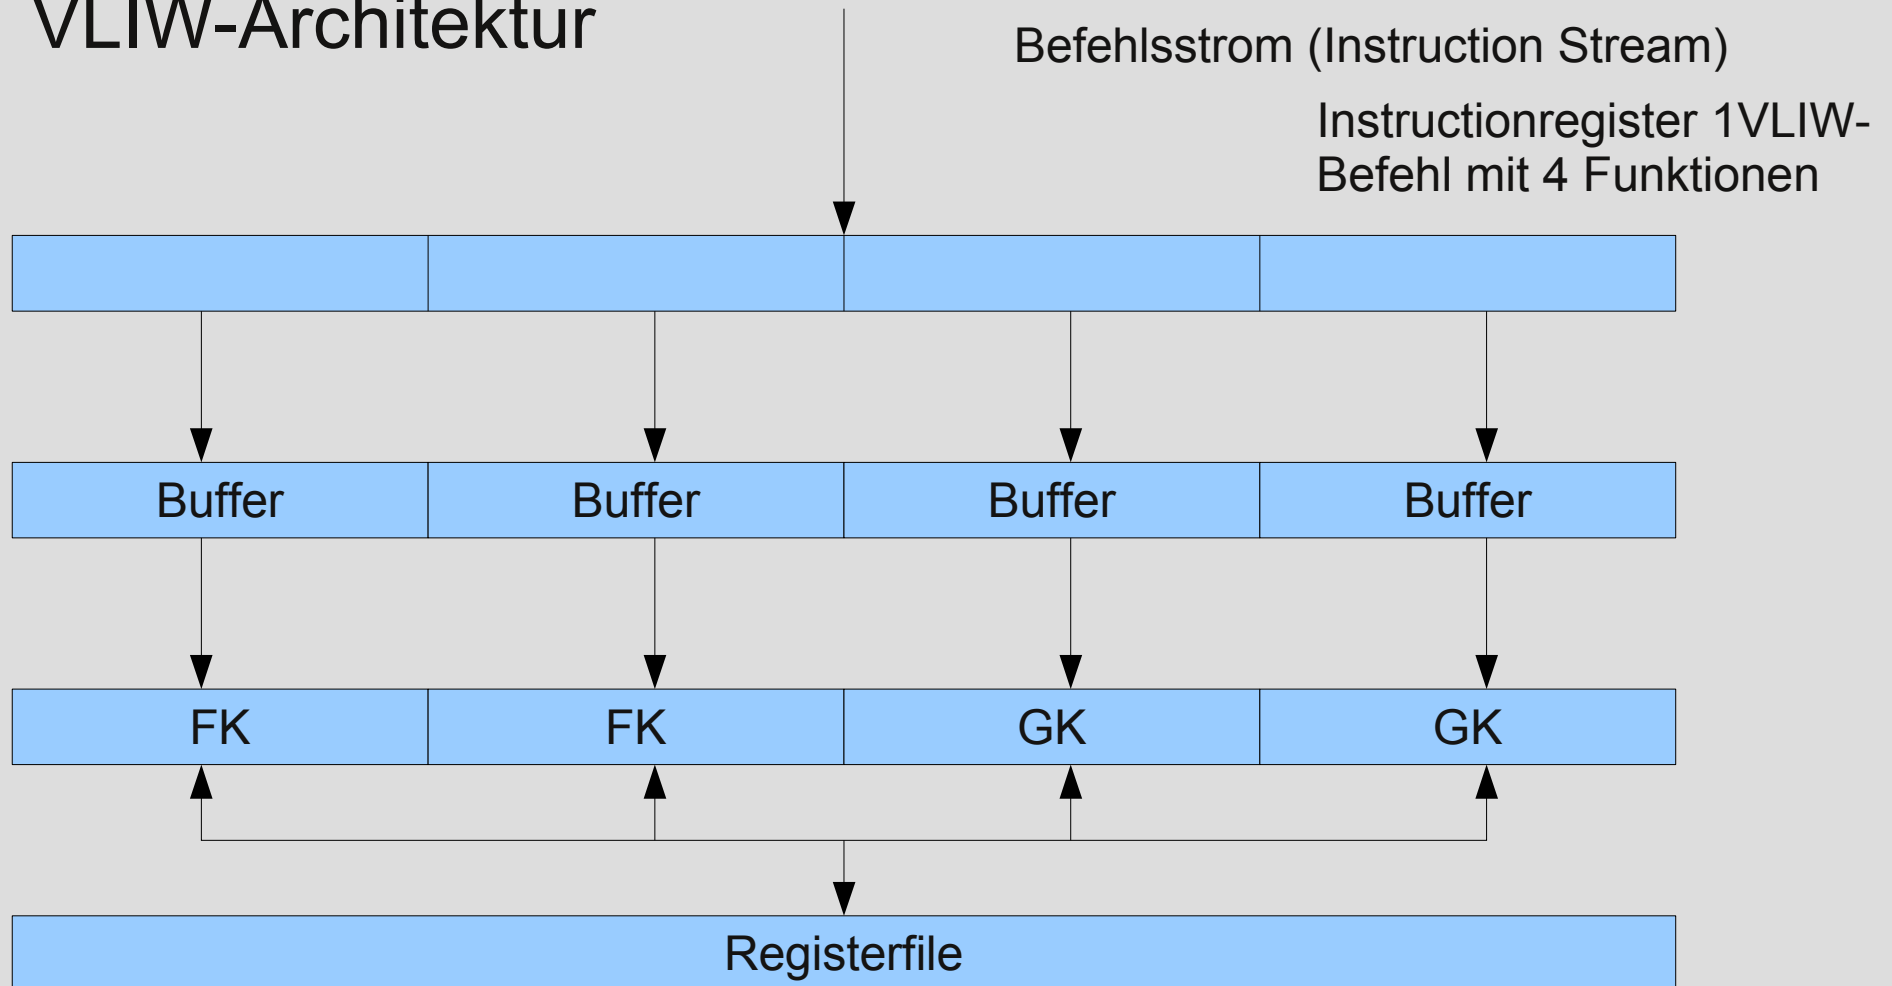 VLIW-Architektur
Befehlsstrom (Instruction Stream)
Instructionregister 1VLIW-
Befehl mit 4 Funktionen
Buffer Buffer Buffer Buffer
FK FK GK GK
Registerfile